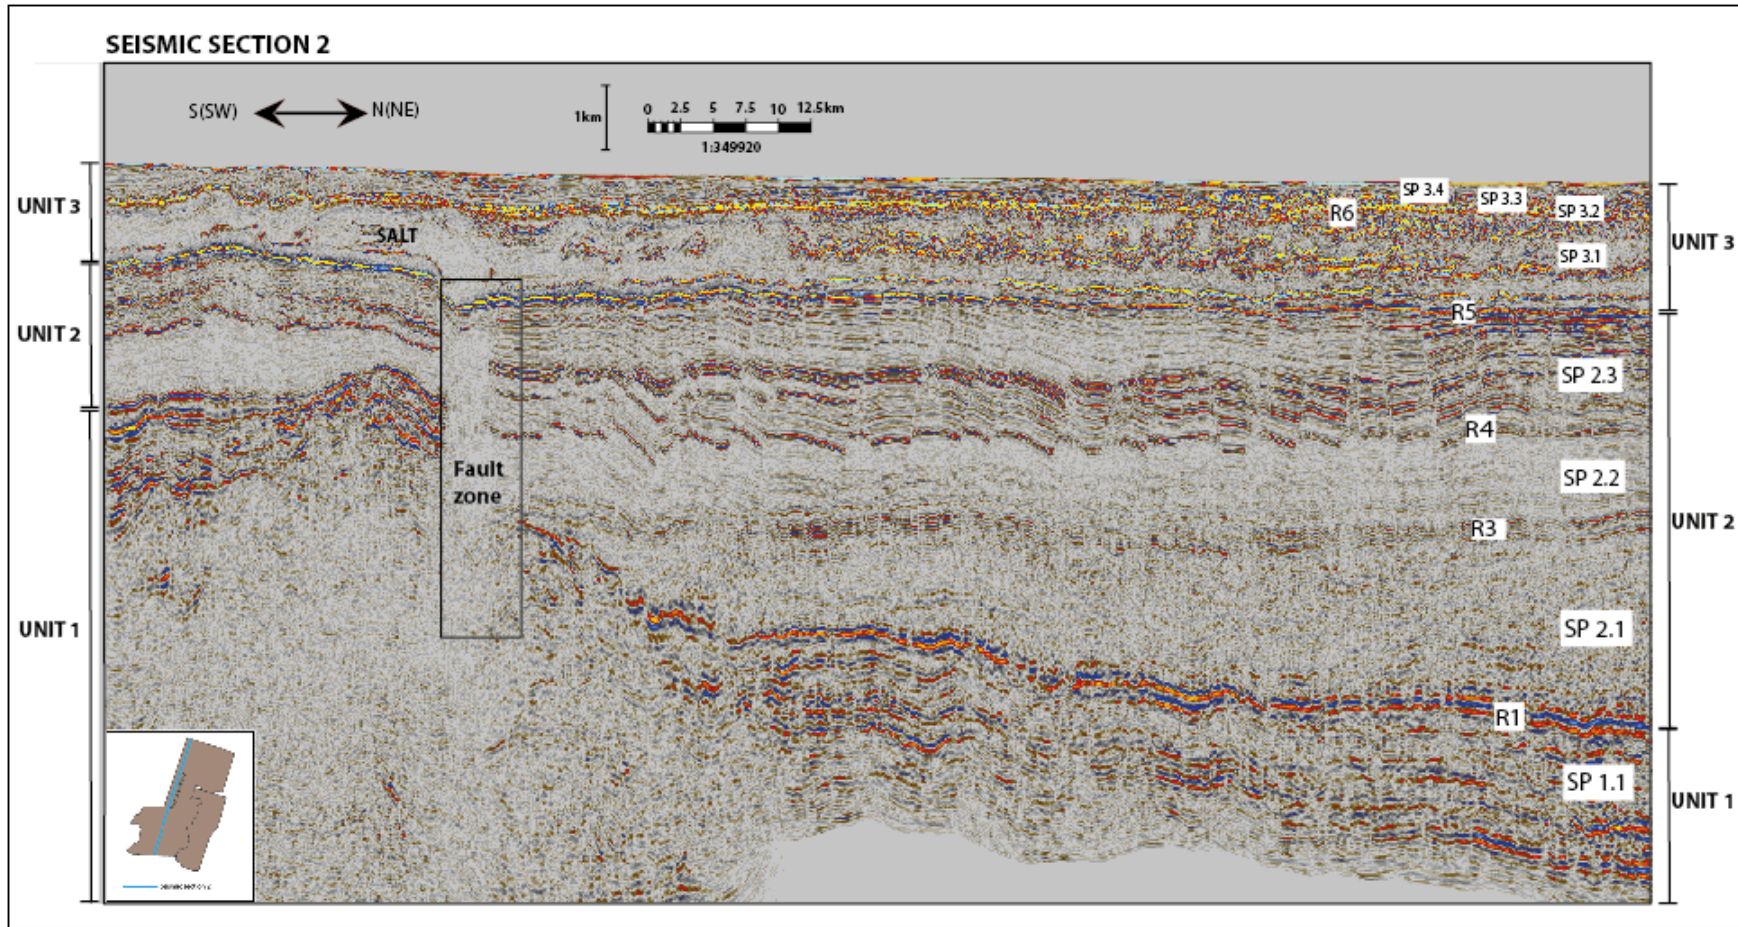 SEISMIC SECTION 2
S(SW) N(NE)
1km
0 2.5 5 7.5 10 12.5km
1:349920
UNIT 3
UNIT 2
UNIT 1
SALT
Fault
zone
SP 3.4
SP 3.3
SP 3.2
R6
SP 3.1
R5
SP 2.3
R4
SP 2.2
R3
SP 2.1
R1
SP 1.1
UNIT 3
UNIT 2
UNIT 1
Seismic section 2